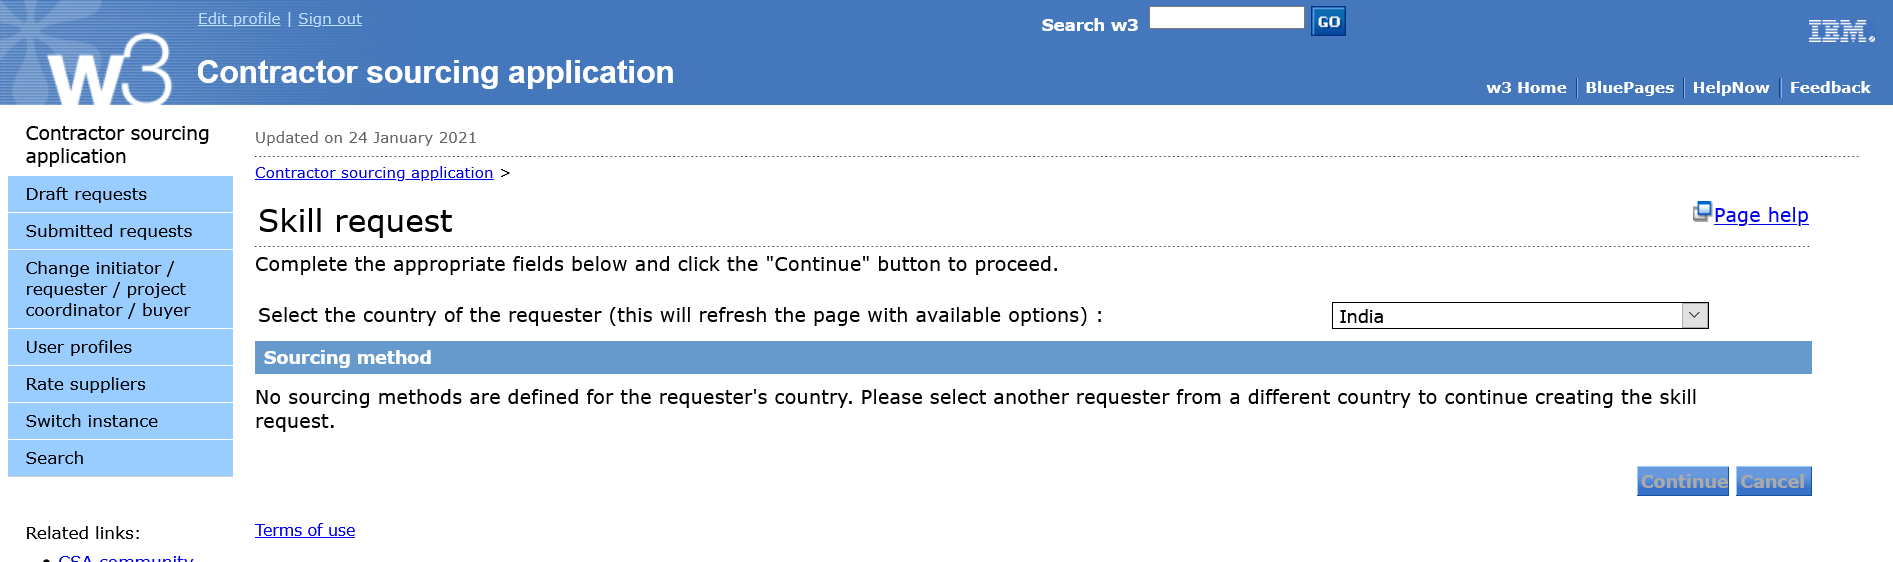 Edit profile | Sign out
Search w3 GO
IBM.
w3
Contractor sourcing application
w3 Home BluePages HelpNow Feedback
Contractor sourcing
application
Draft requests
Submitted requests
Change initiator /
requester / project
coordinator / buyer
User profiles
Rate suppliers
Switch instance
Search
Related links:
• CSA community
Updated on 24 January 2021
Contractor sourcing application >
Skill request
Page help
Complete the appropriate fields below and click the "Continue" button to proceed.
Select the country of the requester (this will refresh the page with available options) : India
Sourcing method
No sourcing methods are defined for the requester's country. Please select another requester from a different country to continue creating the skill
request.
Continue Cancel
Terms of use